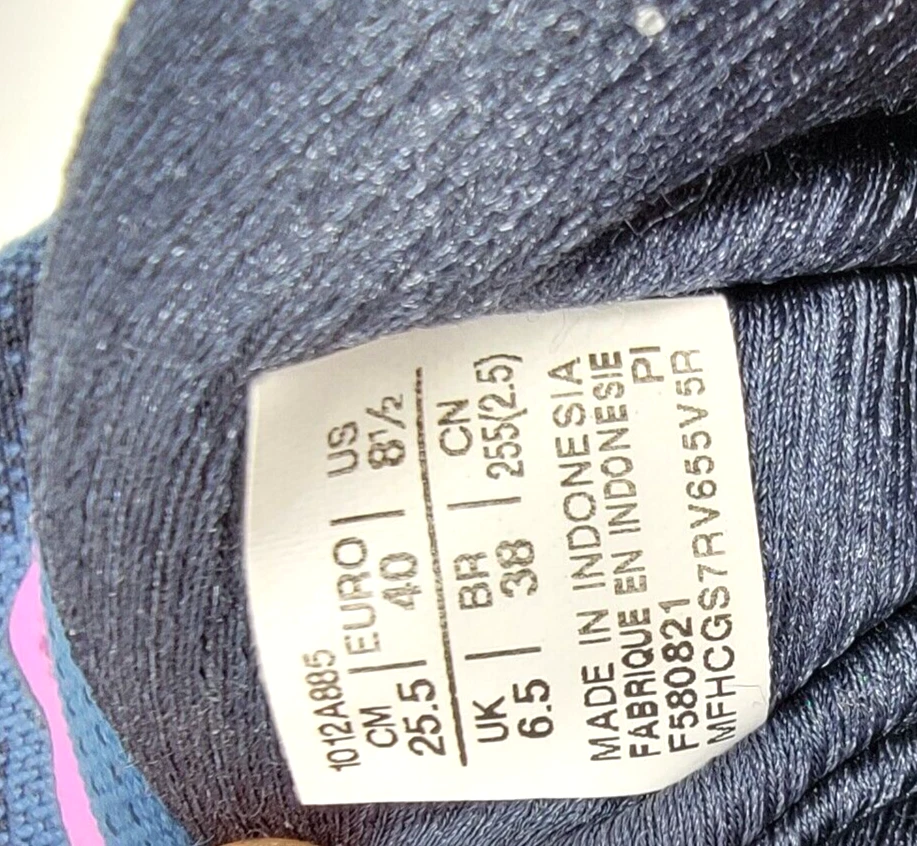 1012A885
CM | EURO | US
25.5 | 40 | 8½
UK | BR | CN
6.5 | 38 | 255(2.5)
MADE IN INDONESIA
FABRIQUE EN INDONESIE
F580821 PI
MFHCGS7RV655V5R